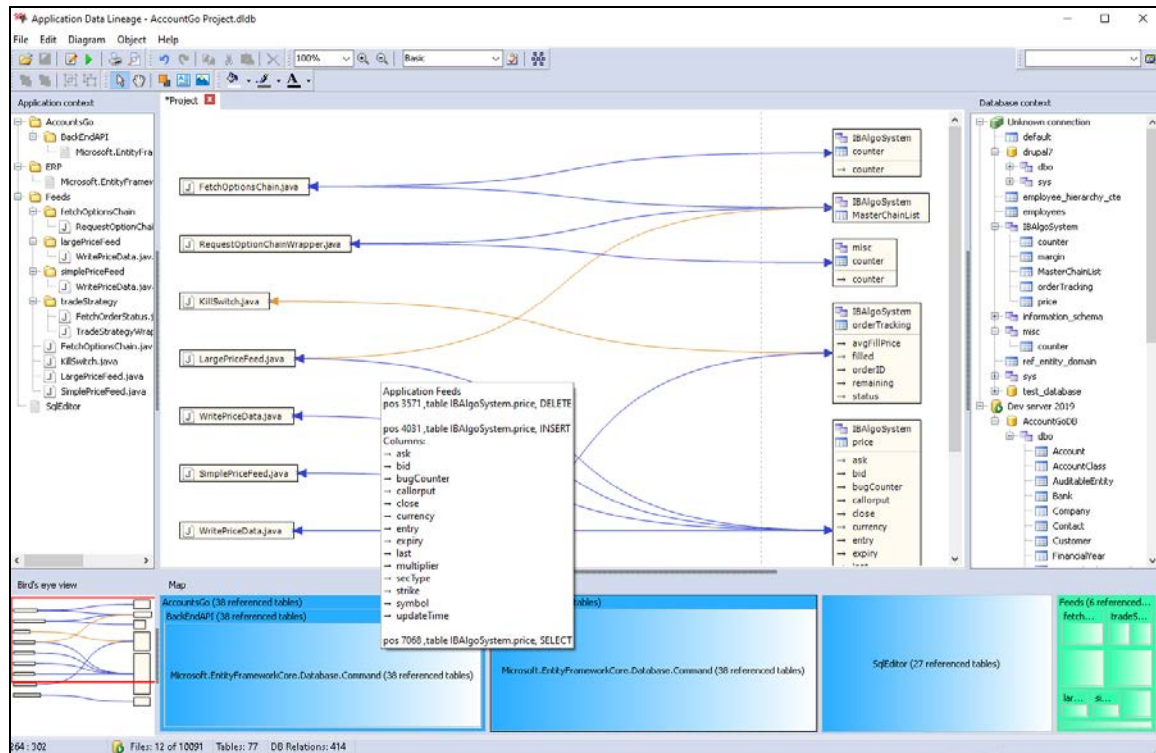 Application Data Lineage - AccountGo Project.dldb
File Edit Diagram Object Help
100% Basic
Application context
AccountsGo
BackEndAPI
Microsoft.EntityFra
ERP
Microsoft.EntityFramew
Feeds
fetchOptionsChain
RequestOptionChai
largePriceFeed
WritePriceData.jav
simplePriceFeed
WritePriceData.jav
tradeStrategy
FetchOrderStatus.j
TradeStrategyWrap
FetchOptionsChain.jav
KillSwitch.java
LargePriceFeed.java
SimplePriceFeed.java
SqlEditor
*Project
FetchOptionsChain.java
RequestOptionChainWrapper.java
KillSwitch.java
LargePriceFeed.java
WritePriceData.java
SimplePriceFeed.java
WritePriceData.java
Application Feeds
pos 3571 ,table IBAlgoSystem.price, DELETE
pos 4031 ,table IBAlgoSystem.price, INSERT
Columns:
→ ask
→ bid
→ bugCounter
→ callorput
→ close
→ currency
→ entry
→ expiry
→ last
→ multiplier
→ secType
→ strike
→ symbol
→ updateTime
pos 7068 ,table IBAlgoSystem.price, SELECT
IBAlgoSystem
counter
→ counter
IBAlgoSystem
MasterChainList
misc
counter
→ counter
IBAlgoSystem
orderTracking
→ avgFillPrice
→ filled
→ orderID
→ remaining
→ status
IBAlgoSystem
price
→ ask
→ bid
→ bugCounter
→ callorput
→ close
→ currency
→ entry
→ expiry
Database context
Unknown connection
default
drupal7
dbo
sys
employee_hierarchy_cte
employees
IBAlgoSystem
counter
margin
MasterChainList
orderTracking
price
information_schema
misc
counter
ref_entity_domain
sys
test_database
Dev server 2019
AccountGoDB
dbo
Account
AccountClass
AuditableEntity
Bank
Company
Contact
Customer
FinancialYear
Bird's eye view
Map
AccountsGo (38 referenced tables)
BackEndAPI (38 referenced tables)
Microsoft.EntityFrameworkCore.Database.Command (38 referenced tables)
ables)
Microsoft.EntityFrameworkCore.Database.Command (38 referenced tables)
SqlEditor (27 referenced tables)
Feeds (6 referenced...
fetch... tradeS...
lar... si...
264 : 302 Files: 12 of 10091 Tables: 77 DB Relations: 414